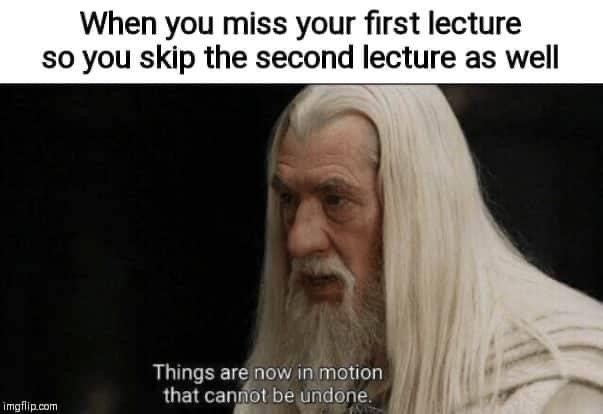 When you miss your first lecture
so you skip the second lecture as well
Things are now in motion
that cannot be undone.
imgflip.com